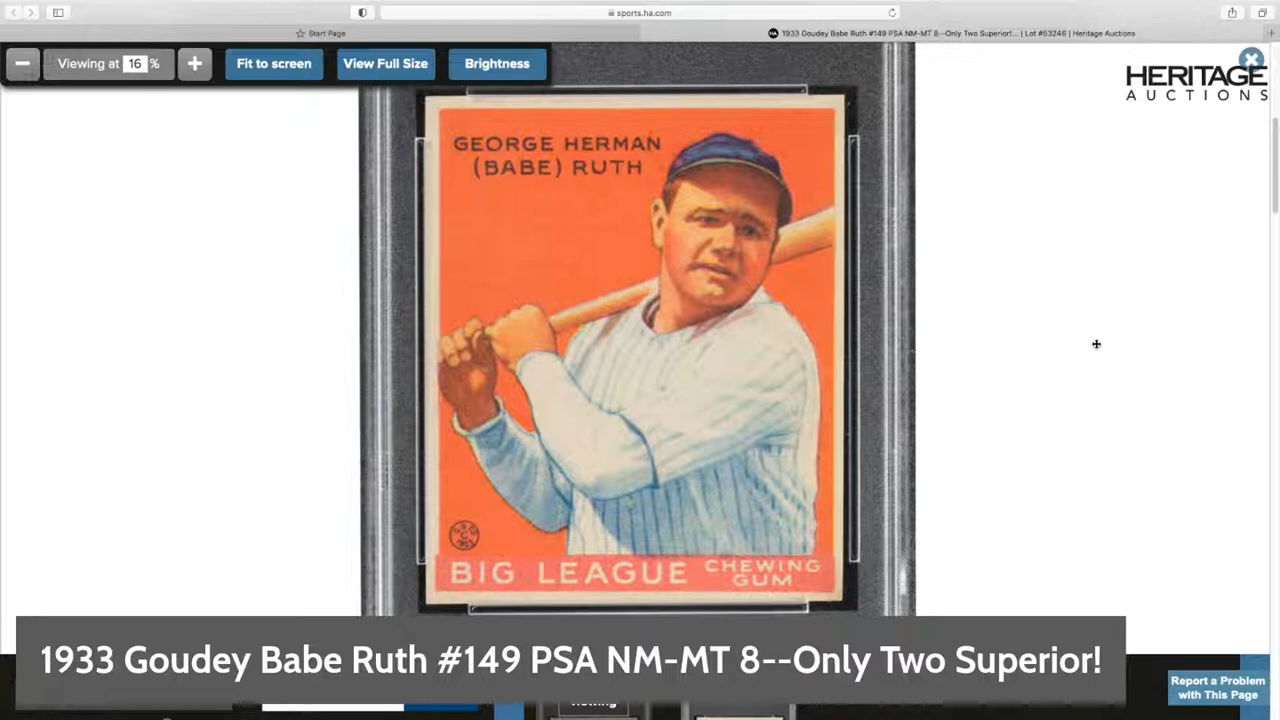 sports.ha.com
Start Page
HA 1933 Goudey Babe Ruth #149 PSA NM-MT 8--Only Two Superior!... | Lot #53246 | Heritage Auctions
Viewing at 16 %
Fit to screen
View Full Size
Brightness
HERITAGE
AUCTIONS
GEORGE HERMAN
(BABE) RUTH
BIG LEAGUE CHEWING
GUM
1933 Goudey Babe Ruth #149 PSA NM-MT 8--Only Two Superior!
Report a Problem
with This Page
viewing